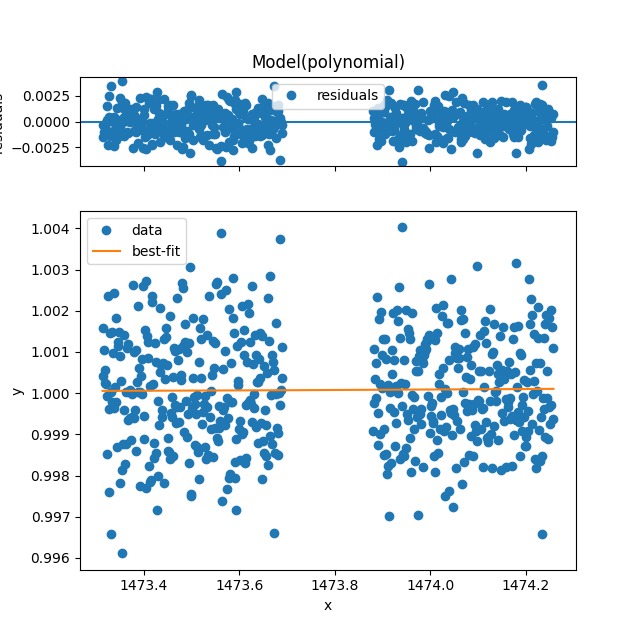 Model(polynomial)
residuals
0.0025
0.0000
−0.0025
residuals
data
best-fit
1.004
1.003
1.002
1.001
1.000
0.999
0.998
0.997
0.996
y
1473.4 1473.6 1473.8 1474.0 1474.2
x